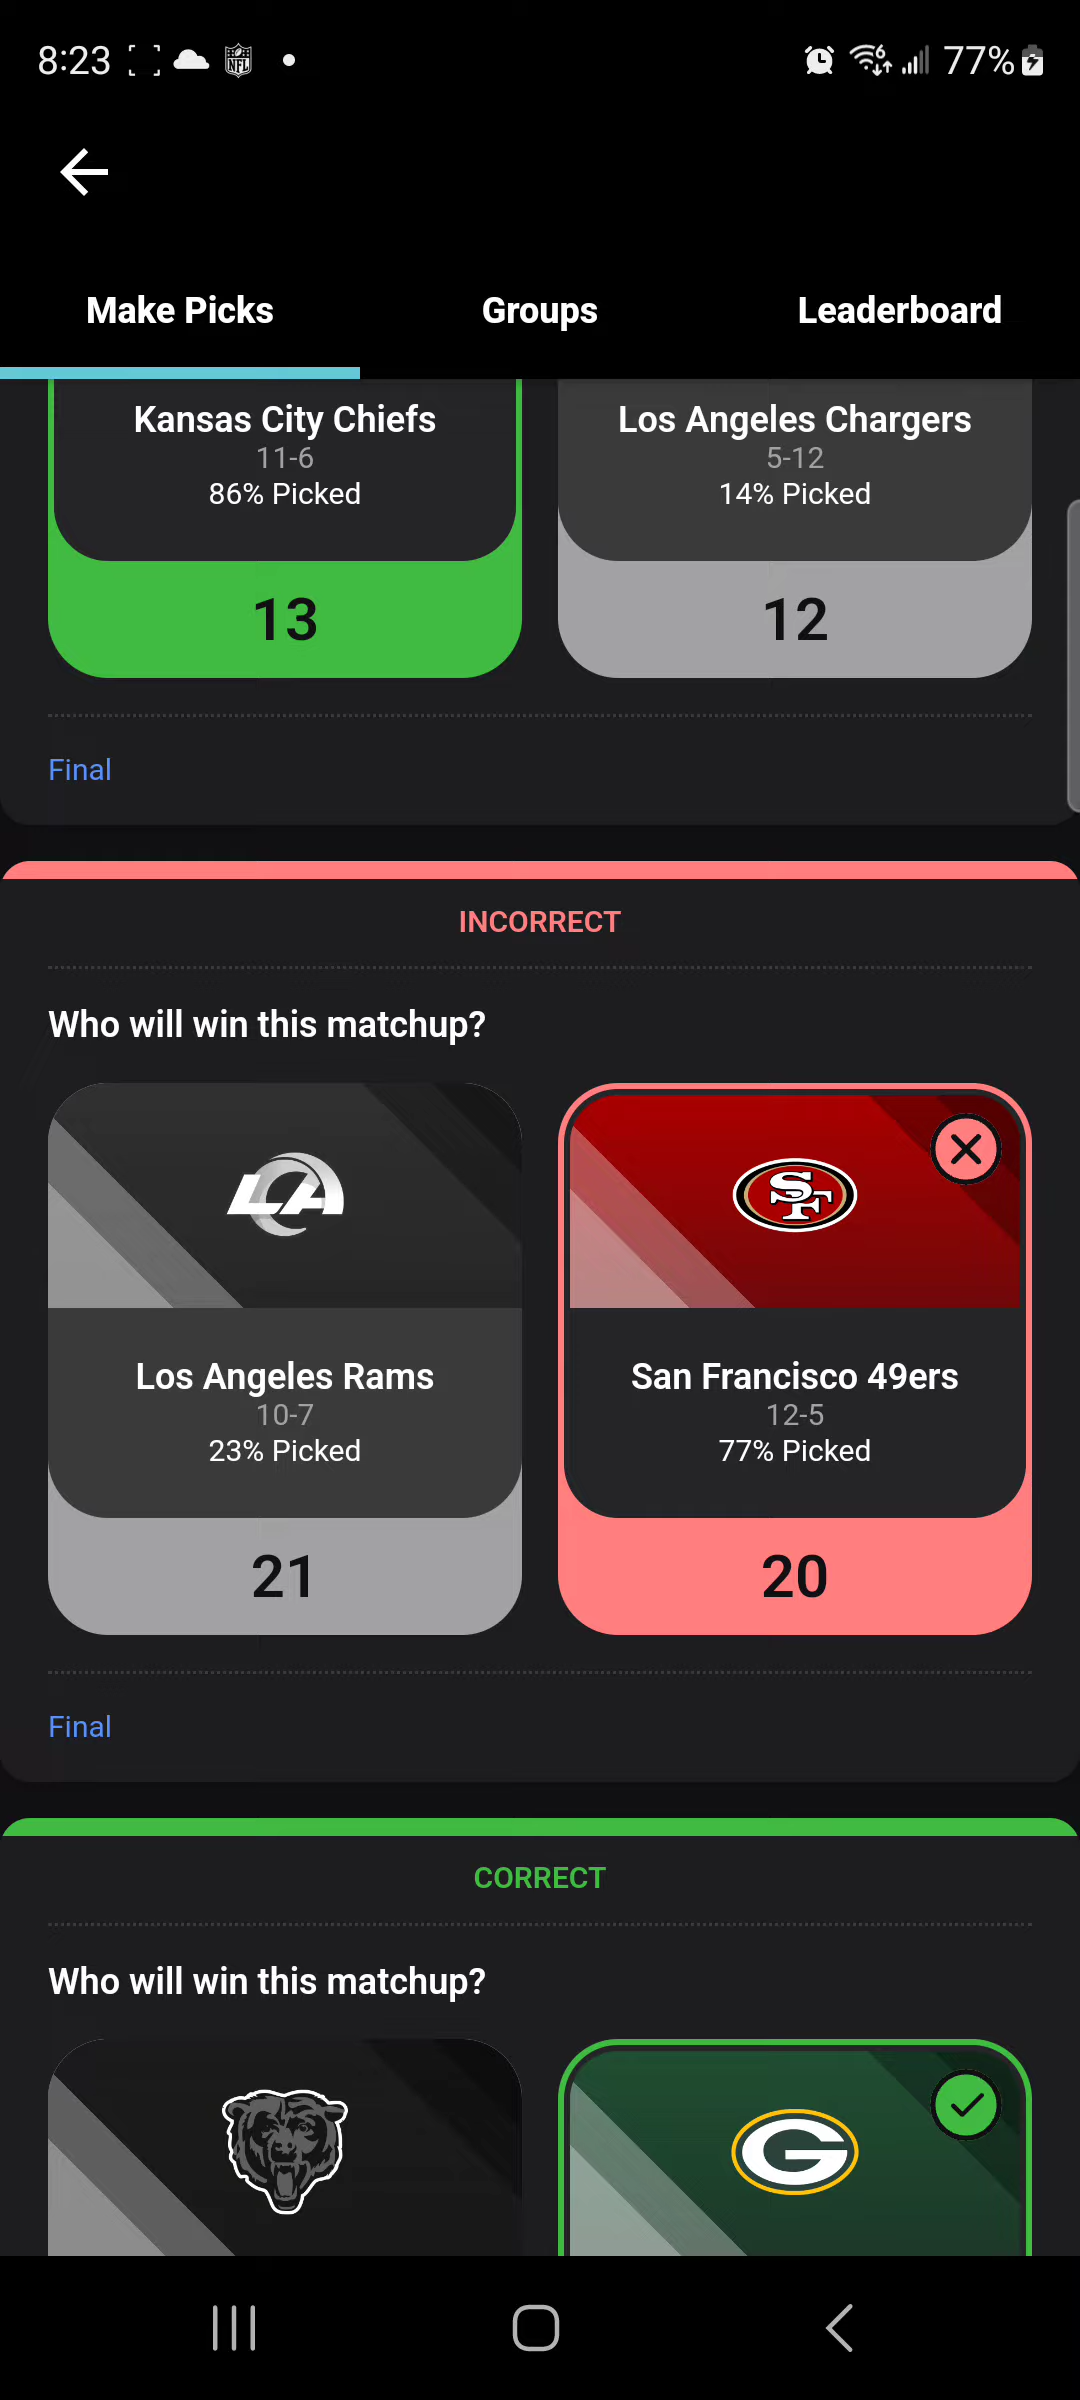 8:23
77%
Make Picks
Groups
Leaderboard
Kansas City Chiefs
11-6
86% Picked
13
Los Angeles Chargers
5-12
14% Picked
12
Final
INCORRECT
Who will win this matchup?
LA
Los Angeles Rams
10-7
23% Picked
21
SF
San Francisco 49ers
12-5
77% Picked
20
Final
CORRECT
Who will win this matchup?
G